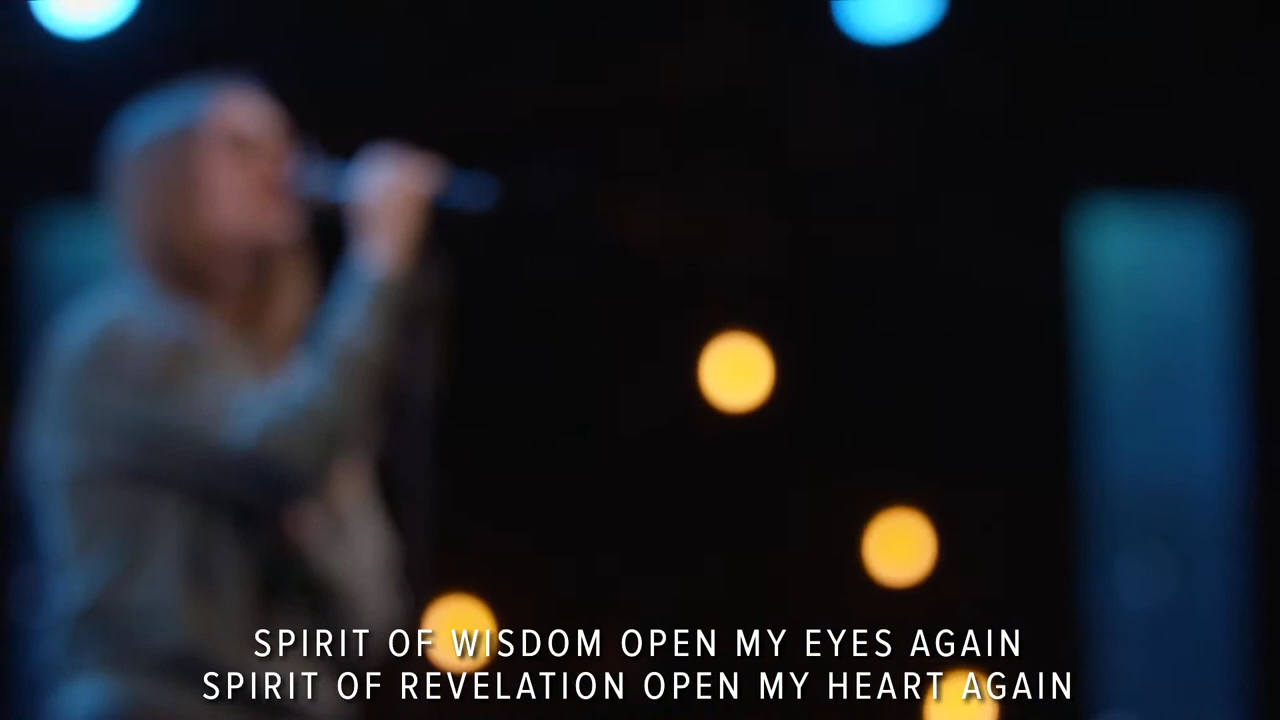 SPIRIT OF WISDOM OPEN MY EYES AGAIN
SPIRIT OF REVELATION OPEN MY HEART AGAIN